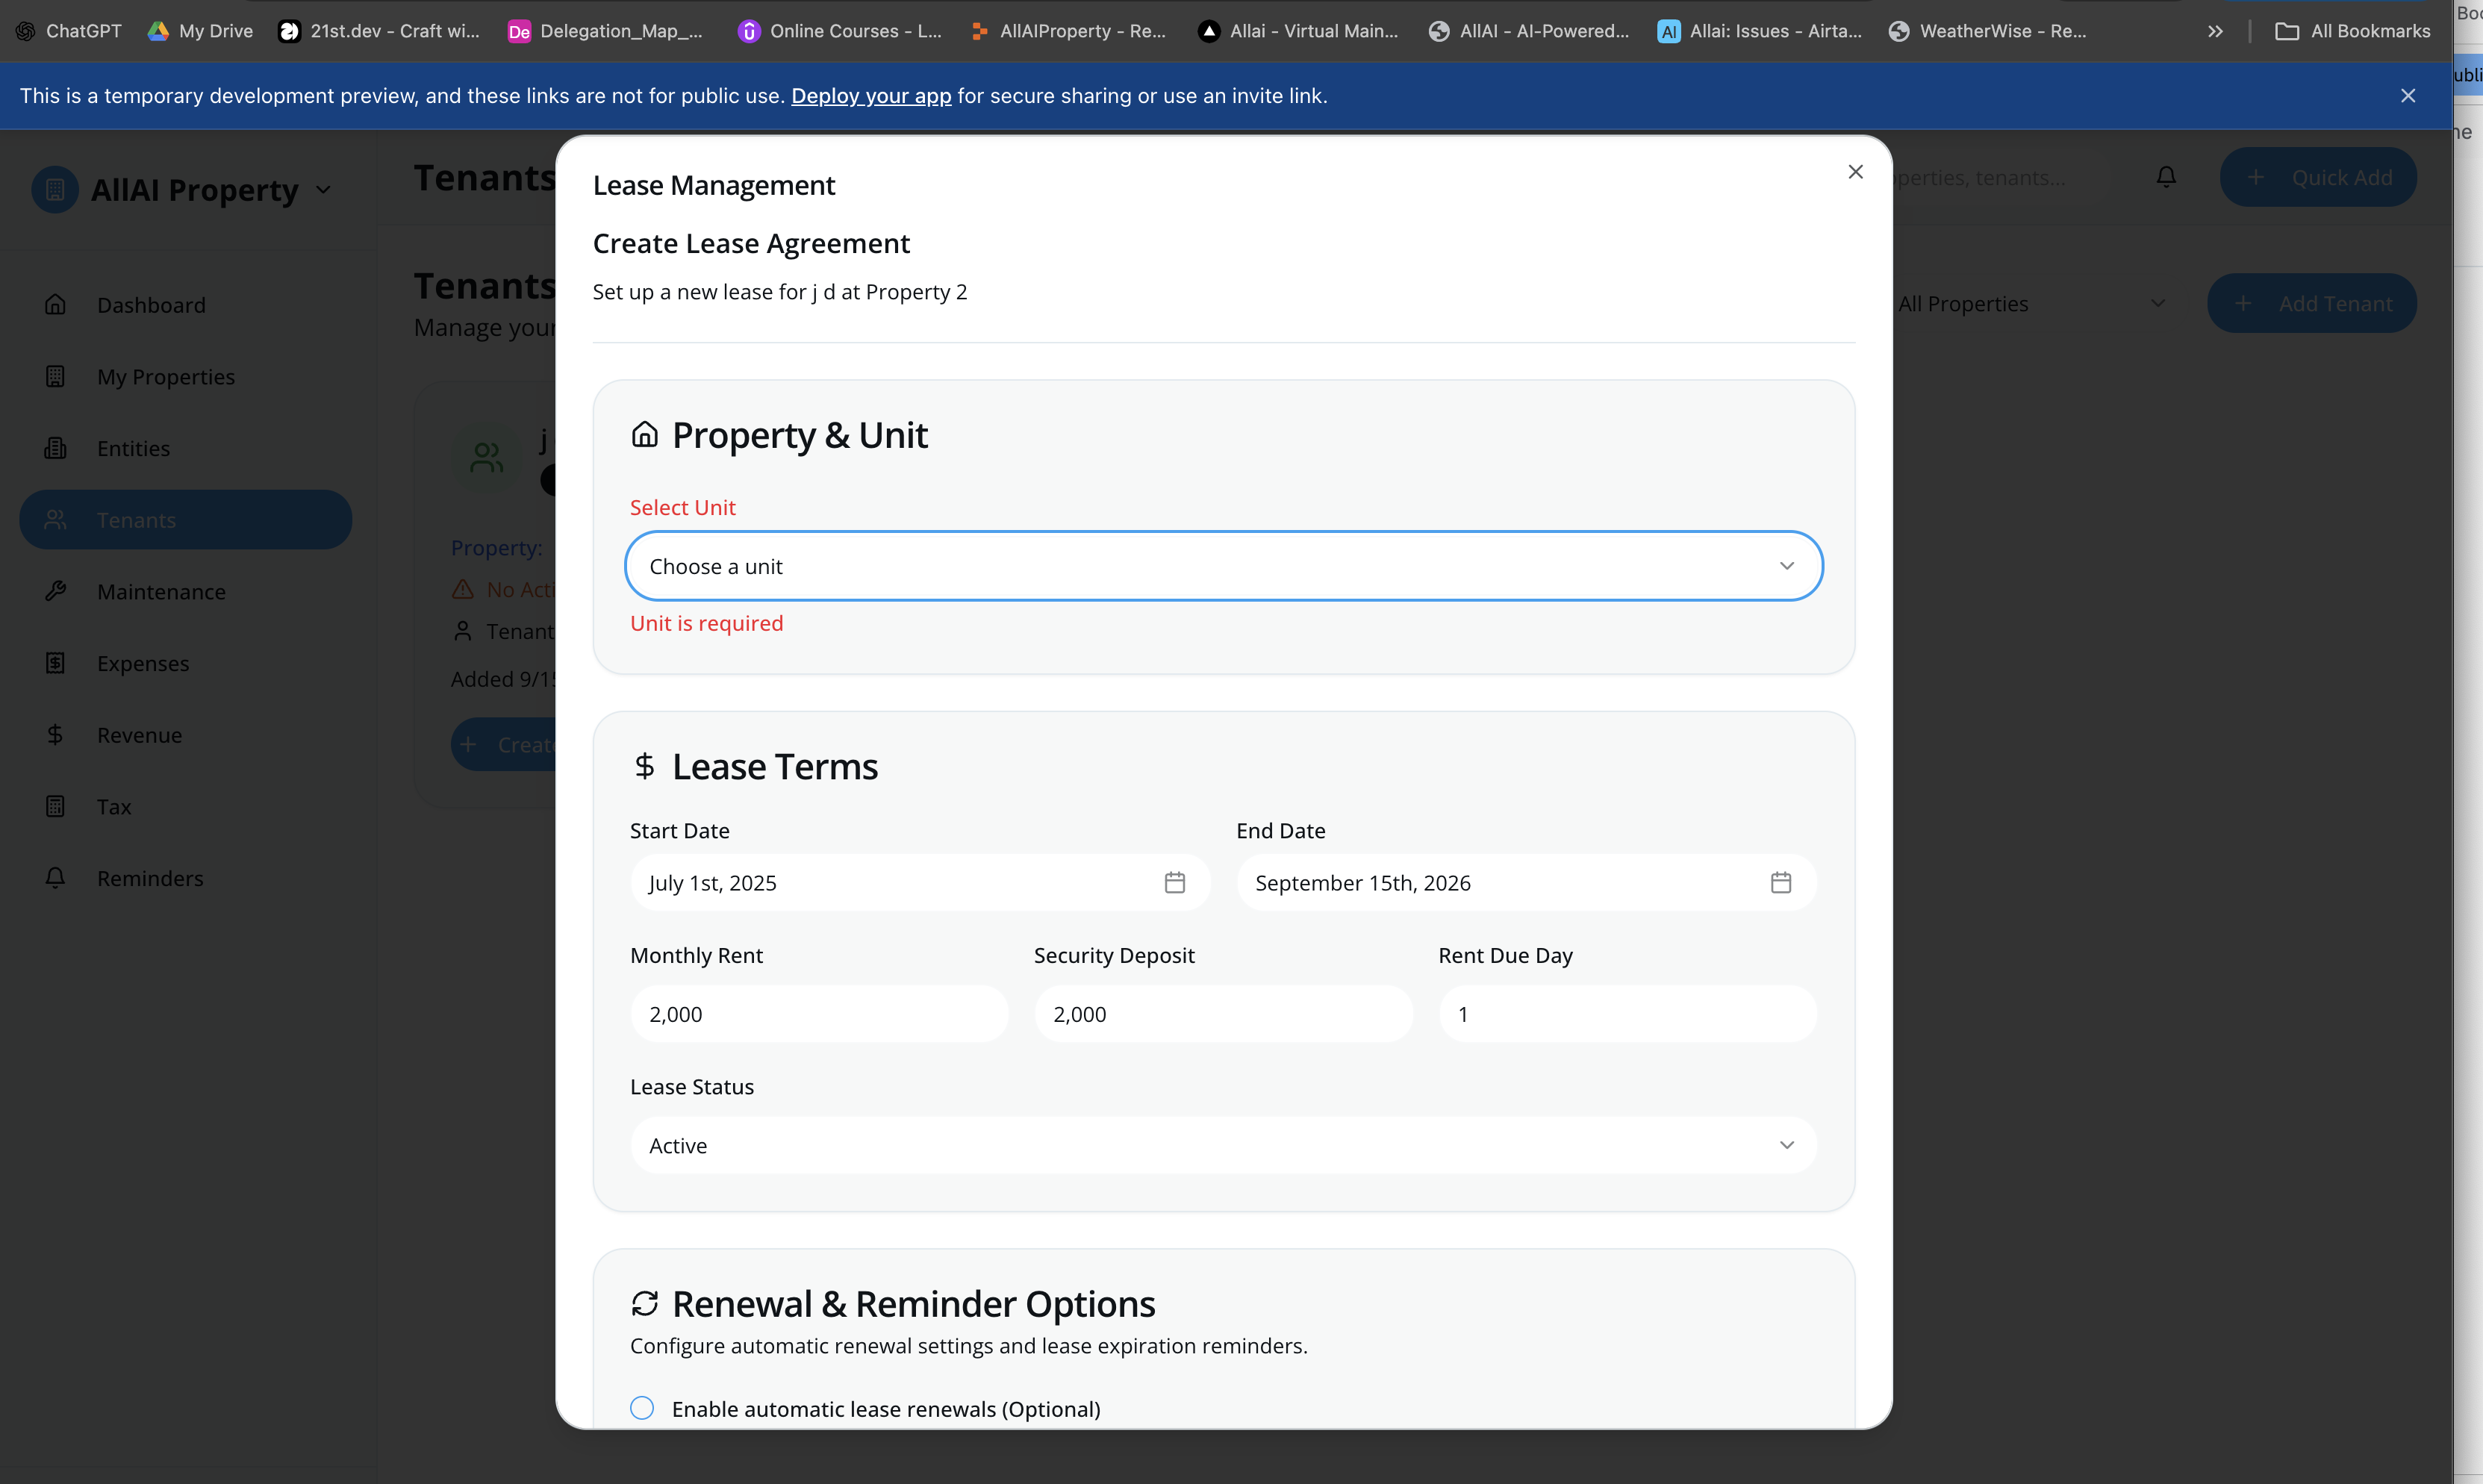 ChatGPT
My Drive
21st.dev - Craft wi...
Delegation_Map_...
Online Courses - L...
AllAIProperty - Re...
Allai - Virtual Main...
AllAI - AI-Powered...
Allai: Issues - Airta...
WeatherWise - Re...
All Bookmarks
This is a temporary development preview, and these links are not for public use. Deploy your app for secure sharing or use an invite link.
AllAI Property
Dashboard
My Properties
Entities
Tenants
Maintenance
Expenses
Revenue
Tax
Reminders
Tenants
operties, tenants...
Quick Add
Tenants
Manage your
All Properties
Add Tenant
j
Property:
No Acti
Tenant
Added 9/15
Create
Lease Management
Create Lease Agreement
Set up a new lease for j d at Property 2
Property & Unit
Select Unit
Choose a unit
Unit is required
Lease Terms
Start Date
End Date
July 1st, 2025
September 15th, 2026
Monthly Rent
Security Deposit
Rent Due Day
2,000
2,000
1
Lease Status
Active
Renewal & Reminder Options
Configure automatic renewal settings and lease expiration reminders.
Enable automatic lease renewals (Optional)